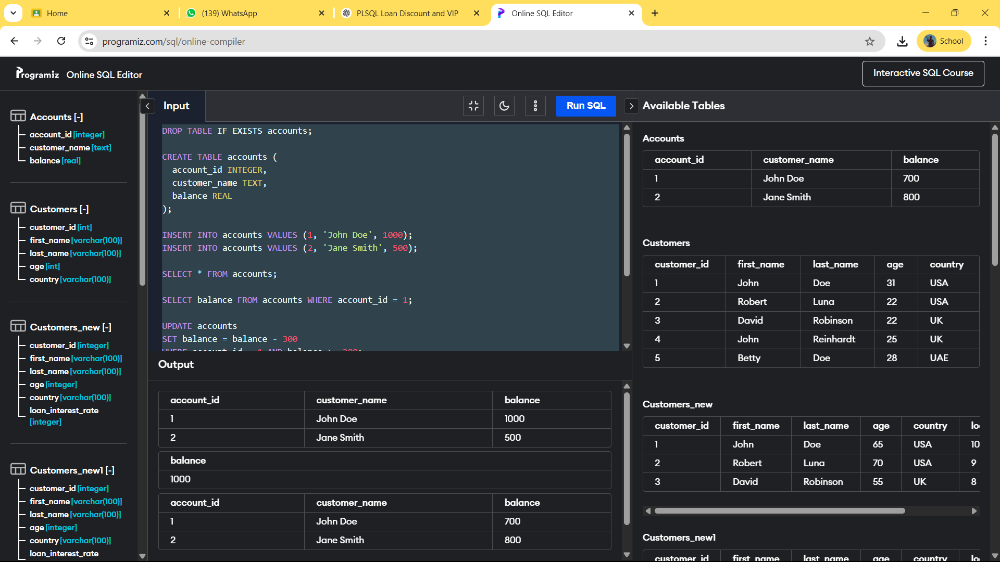 Home
(139) WhatsApp
PLSQL Loan Discount and VIP
Online SQL Editor
programiz.com/sql/online-compiler
School
Programiz Online SQL Editor
Interactive SQL Course
Accounts [-]
account_id [integer]
customer_name [text]
balance [real]
Customers [-]
customer_id [int]
first_name [varchar(100)]
last_name [varchar(100)]
age [int]
country [varchar(100)]
Customers_new [-]
customer_id [integer]
first_name [varchar(100)]
last_name [varchar(100)]
age [integer]
country [varchar(100)]
loan_interest_rate
[integer]
Customers_new1 [-]
customer_id [integer]
first_name [varchar(100)]
last_name [varchar(100)]
age [integer]
country [varchar(100)]
loan_interest_rate
Input
Run SQL
DROP TABLE IF EXISTS accounts;
CREATE TABLE accounts (
account_id INTEGER,
customer_name TEXT,
balance REAL
);
INSERT INTO accounts VALUES (1, 'John Doe', 1000);
INSERT INTO accounts VALUES (2, 'Jane Smith', 500);
SELECT * FROM accounts;
SELECT balance FROM accounts WHERE account_id = 1;
UPDATE accounts
SET balance = balance - 300
Output
account_id customer_name balance
1 John Doe 1000
2 Jane Smith 500
balance
1000
account_id customer_name balance
1 John Doe 700
2 Jane Smith 800
Available Tables
Accounts
account_id customer_name balance
1 John Doe 700
2 Jane Smith 800
Customers
customer_id first_name last_name age country
1 John Doe 31 USA
2 Robert Luna 22 USA
3 David Robinson 22 UK
4 John Reinhardt 25 UK
5 Betty Doe 28 UAE
Customers_new
customer_id first_name last_name age country lo
1 John Doe 65 USA 10
2 Robert Luna 70 USA 9
3 David Robinson 55 UK 8
Customers_new1
customer_id first_name last_name age country lo